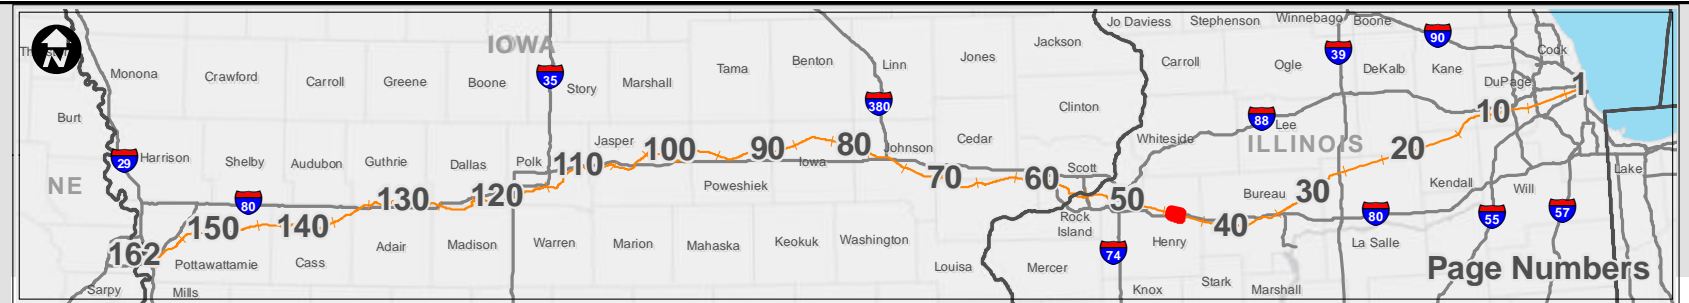 Jo Daviess Stephenson Winnebago Boone
IOWA
N
Monona Crawford Carroll Greene Boone 35 Story Marshall Tama Benton Linn Jones Jackson
Carroll Ogle 39 DeKalb Kane 90 Cook
DuPage
1
Burt
380
Clinton
10
88 Lee
Whiteside
ILLINOIS
20
29 Harrison Shelby Audubon Guthrie Dallas Polk Jasper
110 100 90 80
Iowa
Johnson Cedar
Scott
Lake
NE
80
162 150 140 130 120
Poweshiek
70 60 50 40 30
Bureau
Kendall Will
80 55 57
Rock
Island
Henry
La Salle
Pottawattamie Cass Adair Madison Warren Marion Mahaska Keokuk Washington
Louisa Mercer
74
Knox Stark Marshall
Sarpy Mills
Page Numbers